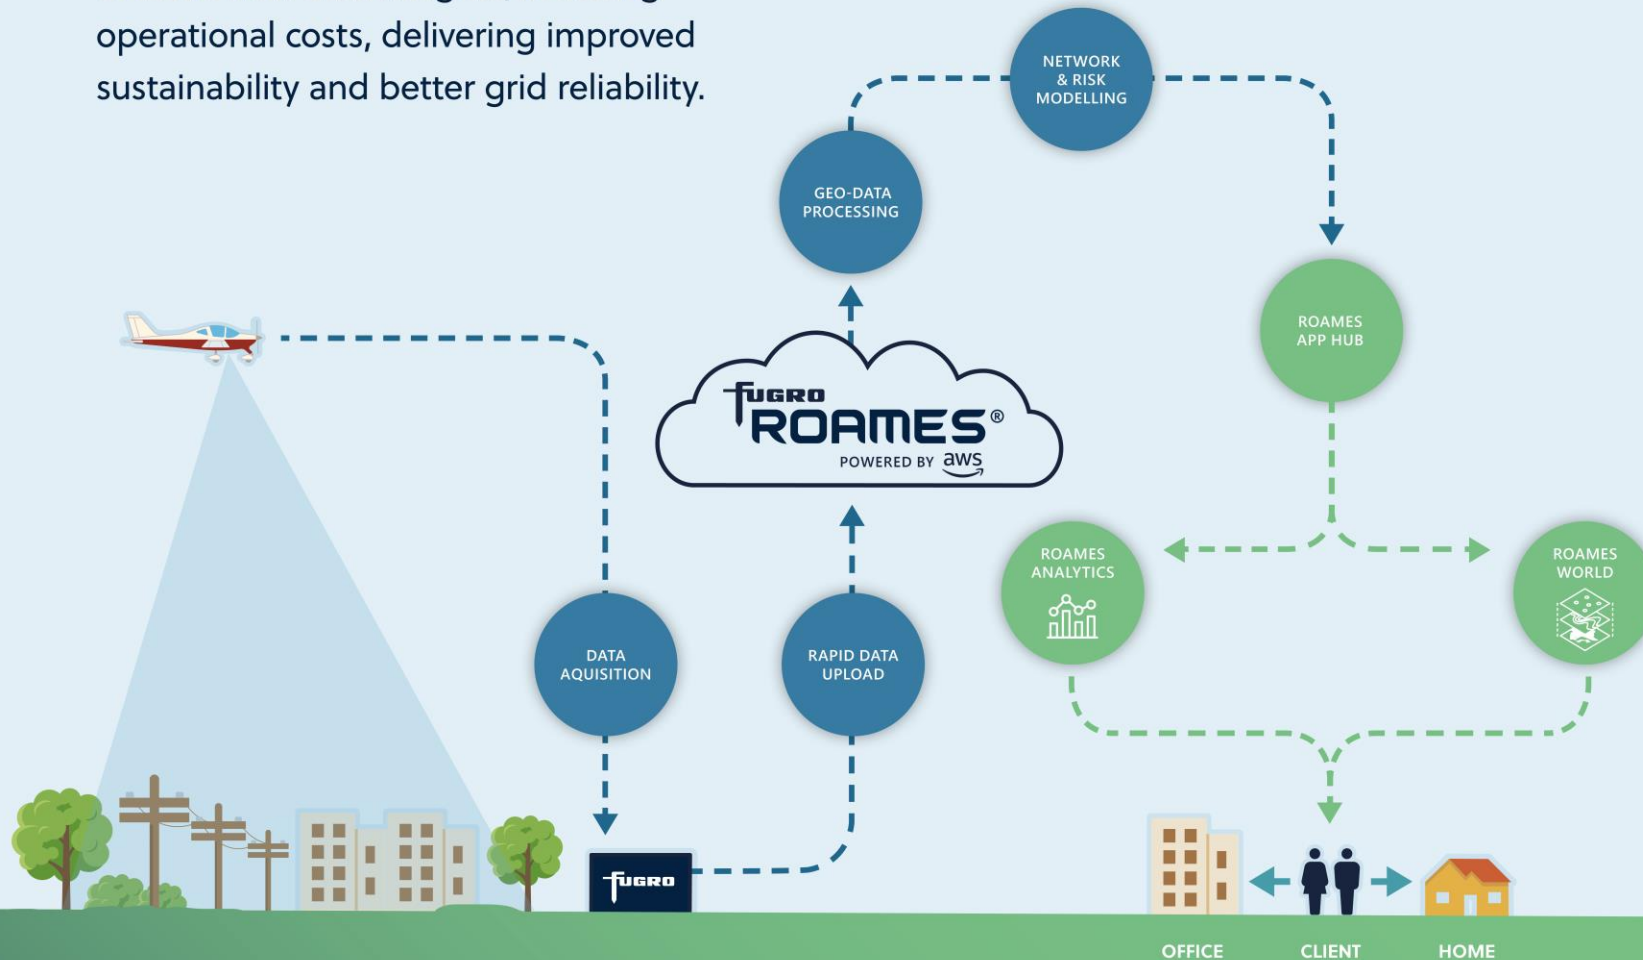 operational costs, delivering improved
sustainability and better grid reliability.
NETWORK
& RISK
MODELLING
GEO-DATA
PROCESSING
ROAMES
APP HUB
FUGRO
ROAMES®
POWERED BY aws
ROAMES
ANALYTICS
ROAMES
WORLD
DATA
AQUISITION
RAPID DATA
UPLOAD
FUGRO
OFFICE
CLIENT
HOME